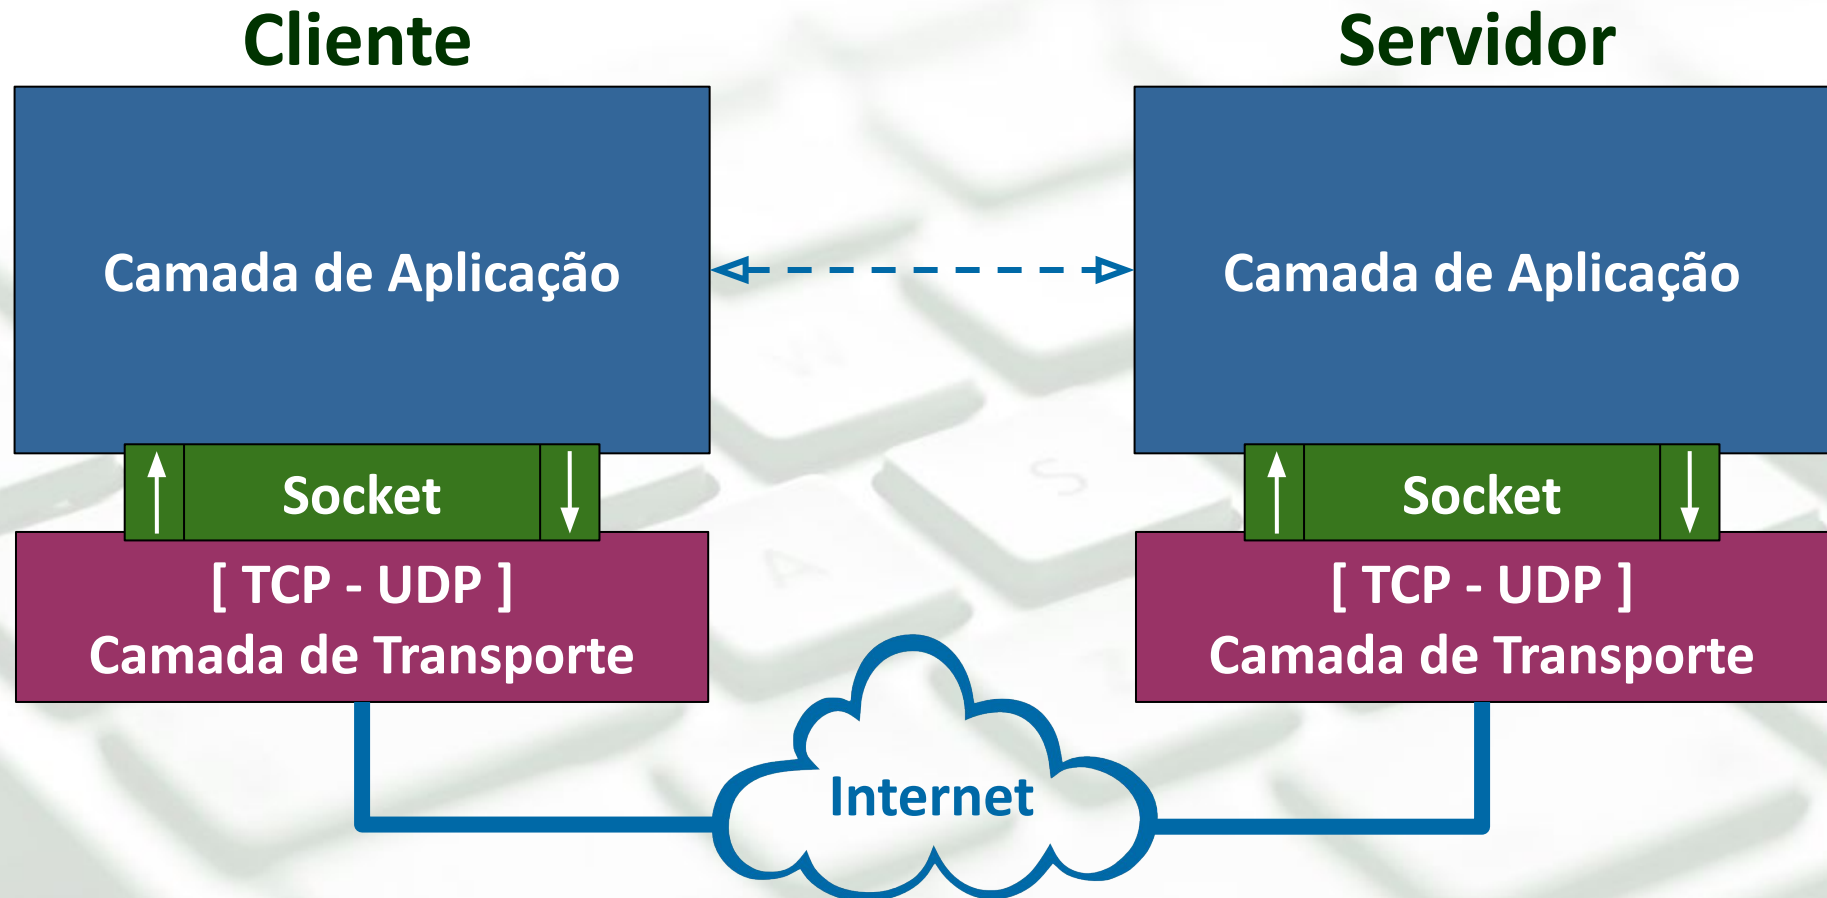 Cliente
Servidor
Camada de Aplicação
Camada de Aplicação
Socket
Socket
[ TCP - UDP ]
Camada de Transporte
[ TCP - UDP ]
Camada de Transporte
Internet
W
S
A